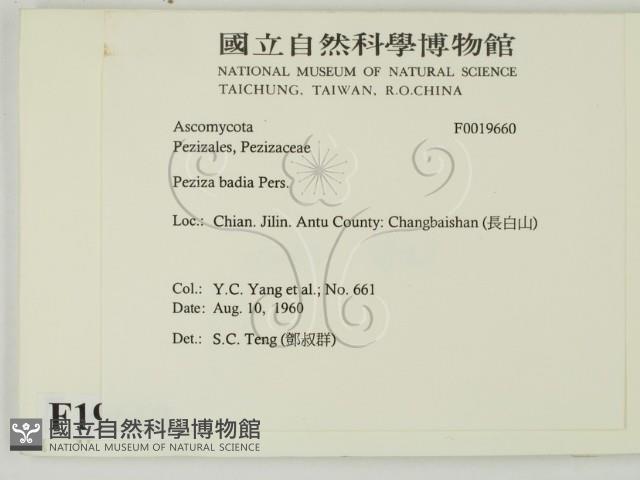 國立自然科學博物館
NATIONAL MUSEUM OF NATURAL SCIENCE
TAICHUNG, TAIWAN, R.O.CHINA
Ascomycota F0019660
Pezizales, Pezizaceae
Peziza badia Pers.
Loc.: Chian. Jilin. Antu County: Changbaishan (長白山)
Col.: Y.C. Yang et al.; No. 661
Date: Aug. 10, 1960
Det.: S.C. Teng (鄧叔群)
F19
國立自然科學博物館
NATIONAL MUSEUM OF NATURAL SCIENCE